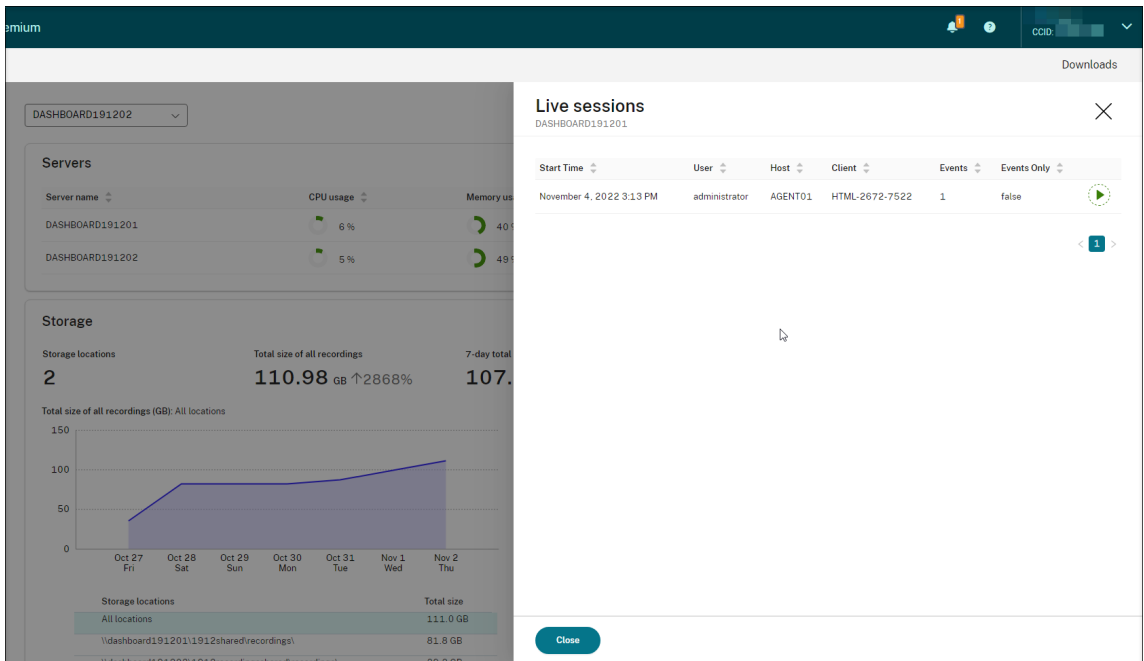 emium
1
?
CCID:
Downloads
DASHBOARD191202
Servers
Server name CPU usage Memory us
DASHBOARD191201 6 % 40 %
DASHBOARD191202 5 % 49 %
Storage
Storage locations Total size of all recordings 7-day total
2 110.98 GB ↑2868% 107.
Total size of all recordings (GB): All locations
150
100
50
0
Oct 27 Oct 28 Oct 29 Oct 30 Oct 31 Nov 1 Nov 2
Fri Sat Sun Mon Tue Wed Thu
Storage locations Total size
All locations 111.0 GB
\\dashboard191201\1912shared\recordings\ 81.8 GB
Live sessions
DASHBOARD191201
Start Time User Host Client Events Events Only
November 4, 2022 3:13 PM administrator AGENT01 HTML-2672-7522 1 false
< 1 >
Close